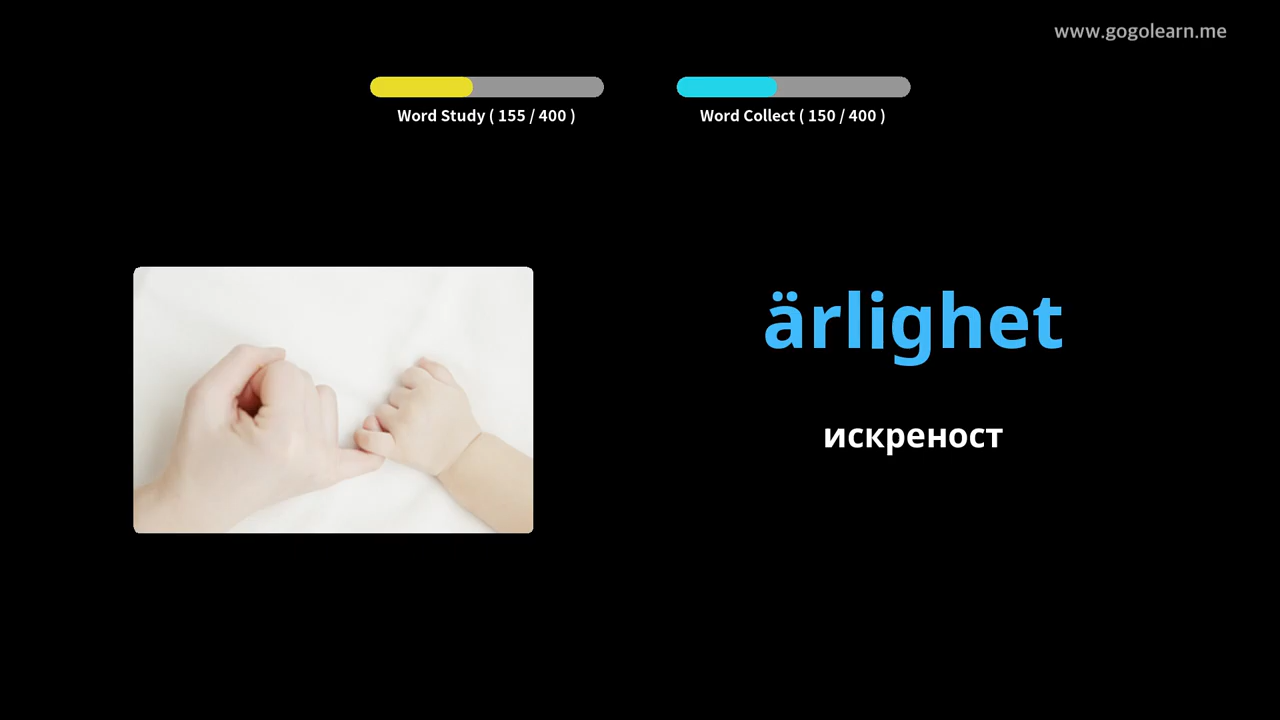 www.gogolearn.me
Word Study ( 155 / 400 )
Word Collect ( 150 / 400 )
ärlighet
искреност